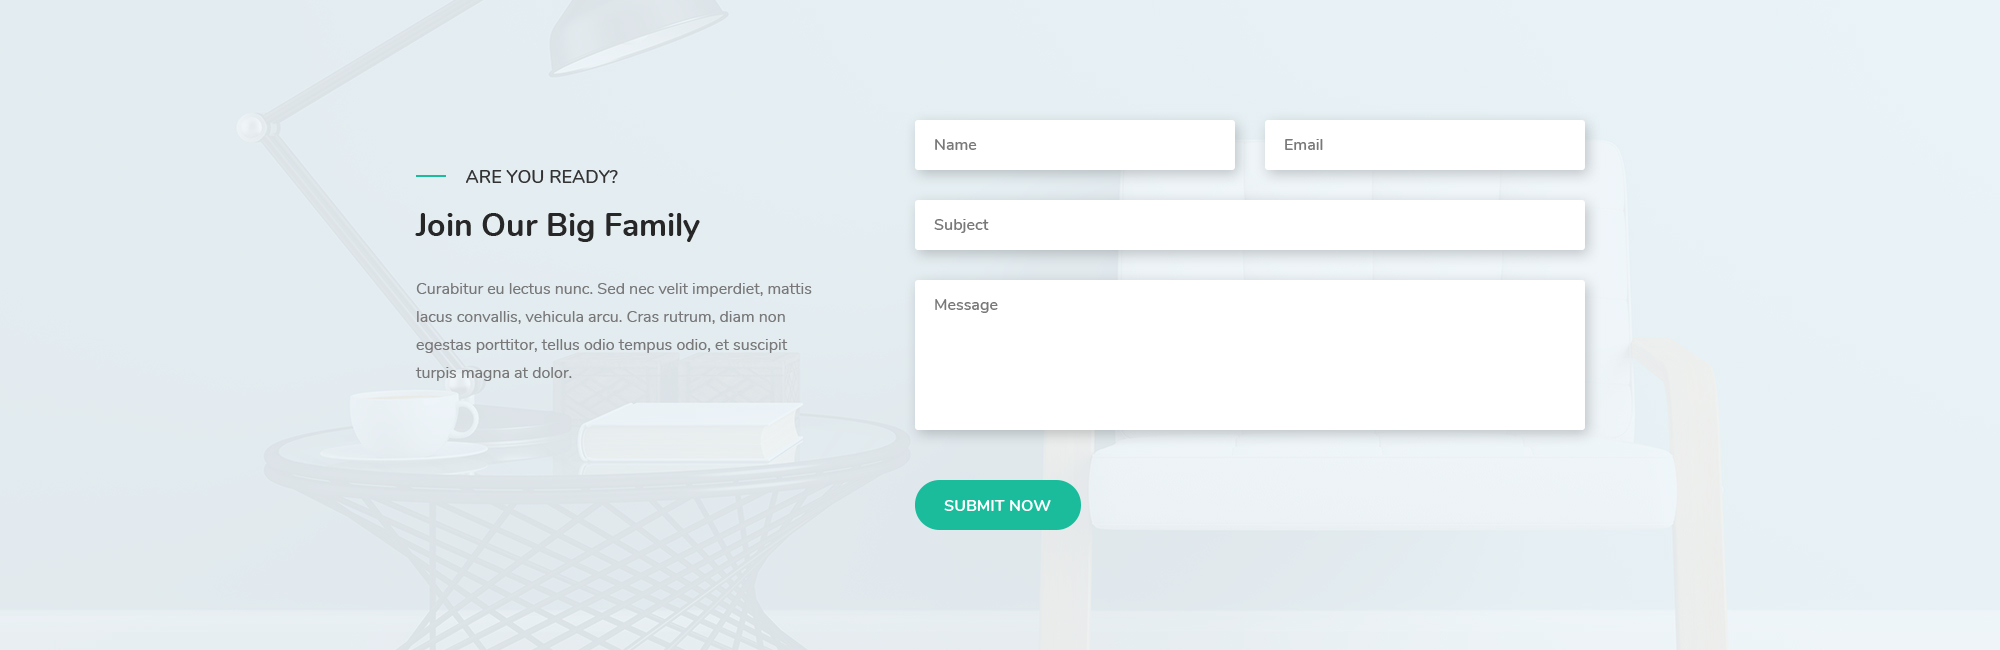 ARE YOU READY?
Join Our Big Family
Curabitur eu lectus nunc. Sed nec velit imperdiet, mattis
lacus convallis, vehicula arcu. Cras rutrum, diam non
egestas porttitor, tellus odio tempus odio, et suscipit
turpis magna at dolor.
Name
Email
Subject
Message
SUBMIT NOW